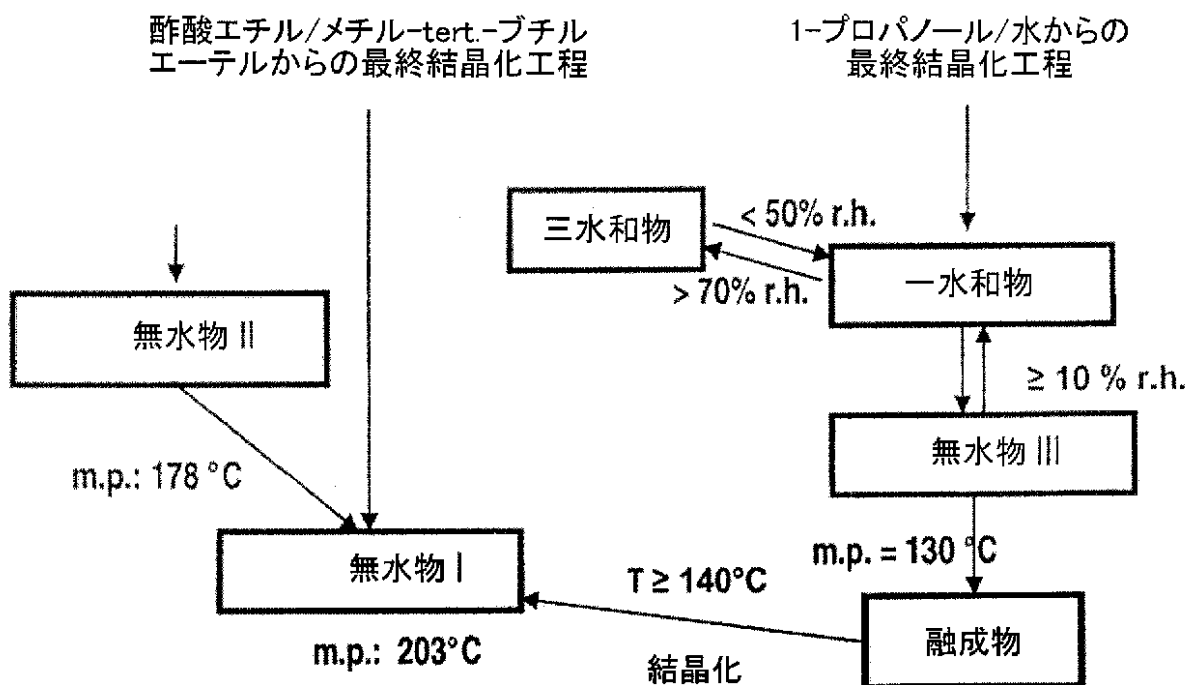 酢酸エチル/メチル-tert.-ブチル
エーテルからの最終結晶化工程
1-プロパノール/水からの
最終結晶化工程
三水和物
< 50% r.h.
> 70% r.h.
一水和物
無水物 II
≥ 10 % r.h.
無水物 III
m.p.: 178 °C
m.p. = 130 °C
無水物 I
T ≥ 140°C
融成物
m.p.: 203°C
結晶化